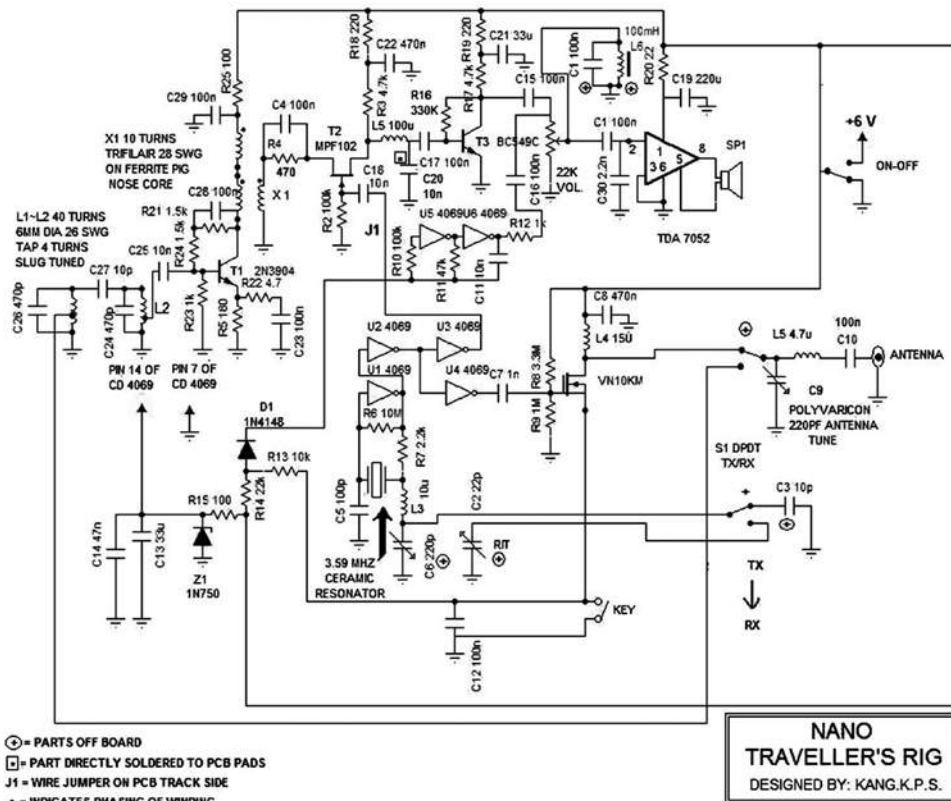 R18 220
C22 470n
R19 220
C21 33u
100mH
L6
C1 100n
R20 22
C19 220u
R25 100
C29 100n
C4 100n
R4
470
R3 4.7k
R16
330K
R17 4.7k
C15 100n
+6 V
ON-OFF
X1 10 TURNS
TRIFILAIR 28 SWG
ON FERRITE PIG
NOSE CORE
T2
MPF102
L5 100u
T3
BC549C
C17 100n
C20
10n
C16 100n
22K
VOL.
C1 100n
C30 2.2n
2
1
3 6
5
8
SP1
TDA 7052
C28 100n
X 1
C18
10n
R2 100k
J1
U5 4069
U6 4069
R12 1k
R10 100k
R11 47k
C11 10n
L1~L2 40 TURNS
6MM DIA 26 SWG
TAP 4 TURNS
SLUG TUNED
R21 1.5k
R24 1.5k
C25 10n
T1
2N3904
R22 4.7
C27 10p
C26 470p
C24 470p
L2
R23 1k
R5 180
C23 100n
U2 4069
U3 4069
U1 4069
U4 4069
C7 1n
R6 10M
R7 2.2k
R8 3.3M
R9 1M
C8 470n
L4 15U
VN10KM
L5 4.7u
100n
C10
ANTENNA
C9
POLYVARICON
220PF ANTENNA
TUNE
PIN 14 OF
CD 4069
PIN 7 OF
CD 4069
D1
1N4148
R13 10k
R14 22k
R15 100
C5 100p
10u
L3
C2 22p
S1 DPDT
TX/RX
C3 10p
C14 47n
C13 33u
Z1
1N750
3.59 MHZ
CERAMIC
RESONATOR
C6 220p
RIT
TX
RX
KEY
C12 100n
+ = PARTS OFF BOARD
= PART DIRECTLY SOLDERED TO PCB PADS
J1 = WIRE JUMPER ON PCB TRACK SIDE
= INDICATES PHASING OF WINDING
NANO
TRAVELLER'S RIG
DESIGNED BY: KANG.K.P.S.